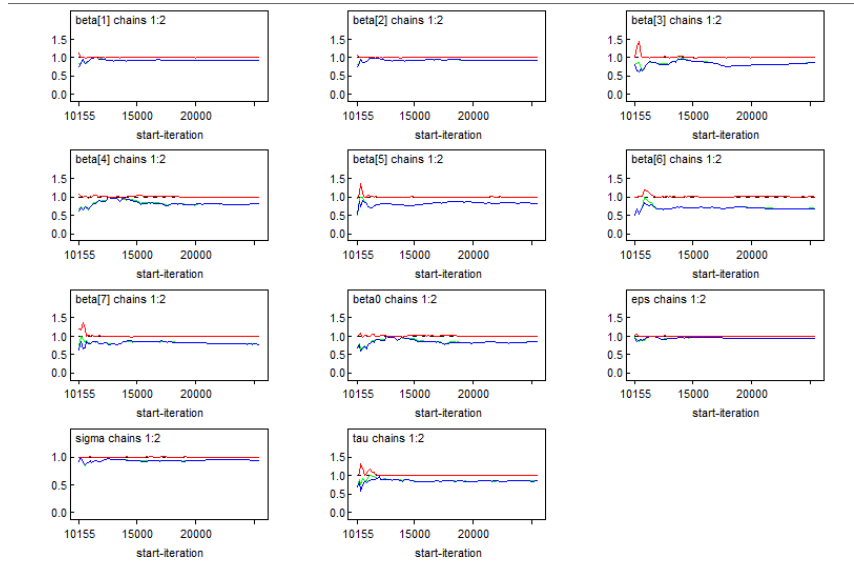 beta[1] chains 1:2
beta[2] chains 1:2
beta[3] chains 1:2
1.5
1.0
0.5
0.0
1.5
1.0
0.5
0.0
1.5
1.0
0.5
0.0
10155 15000 20000
10155 15000 20000
10155 15000 20000
start-iteration
start-iteration
start-iteration
beta[4] chains 1:2
beta[5] chains 1:2
beta[6] chains 1:2
1.5
1.0
0.5
0.0
1.5
1.0
0.5
0.0
1.5
1.0
0.5
0.0
10155 15000 20000
10155 15000 20000
10155 15000 20000
start-iteration
start-iteration
start-iteration
beta[7] chains 1:2
beta0 chains 1:2
eps chains 1:2
1.5
1.0
0.5
0.0
1.5
1.0
0.5
0.0
1.5
1.0
0.5
0.0
10155 15000 20000
10155 15000 20000
10155 15000 20000
start-iteration
start-iteration
start-iteration
sigma chains 1:2
tau chains 1:2
1.0
0.5
0.0
1.5
1.0
0.5
0.0
10155 15000 20000
10155 15000 20000
start-iteration
start-iteration